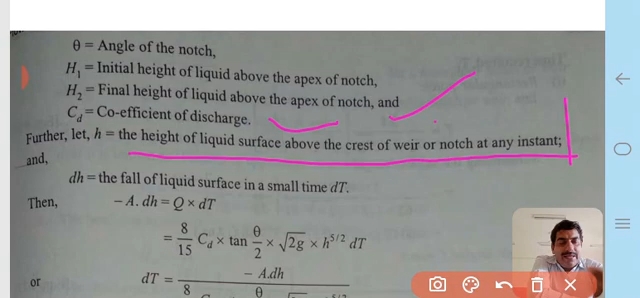 θ = Angle of the notch,
H₁ = Initial height of liquid above the apex of notch,
H₂ = Final height of liquid above the apex of notch, and
C_d = Co-efficient of discharge.
Further, let, h = the height of liquid surface above the crest of weir or notch at any instant;
and,
dh = the fall of liquid surface in a small time dT.
Then, – A. dh = Q × dT
= 8/15 C_d × tan θ/2 × √2g × h^5/2 dT
or dT = – A.dh
8 θ